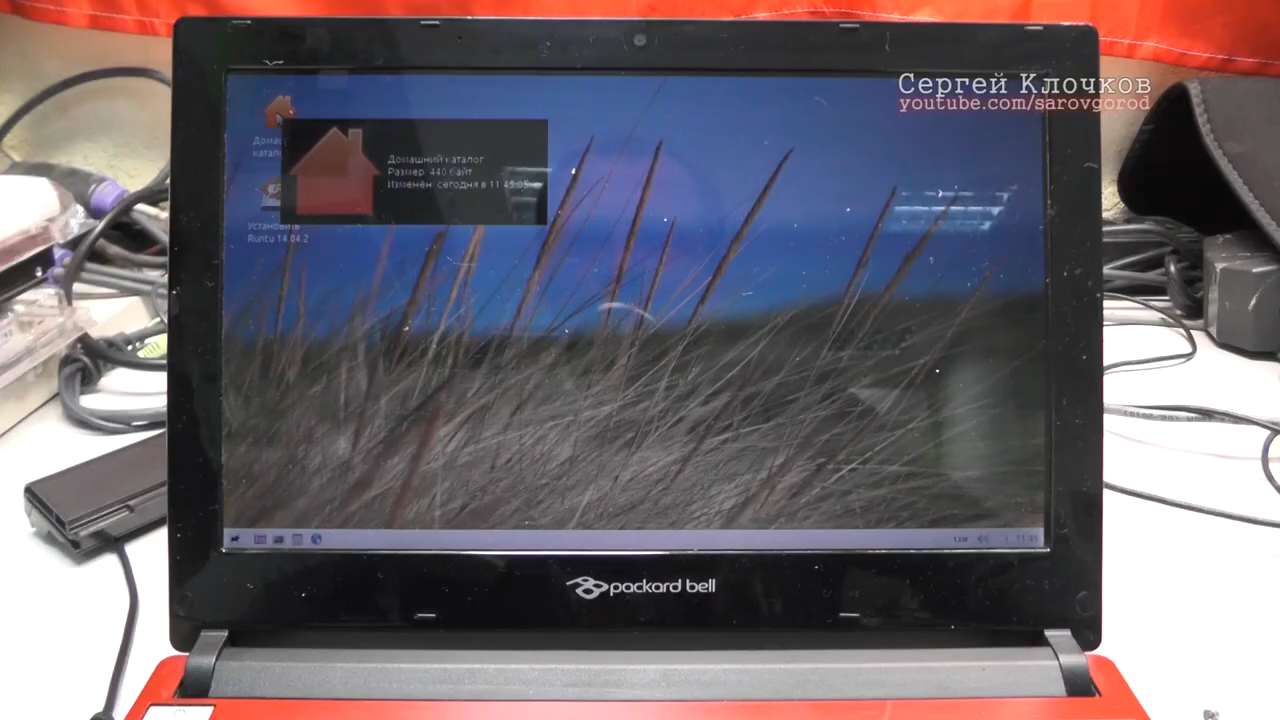 Сергей Клочков
youtube.com/sarovgorod
Домашний каталог
Размер: 440 байт
Изменён: сегодня в 11:45:05
Установить
Runtu 14.04.2
packard bell